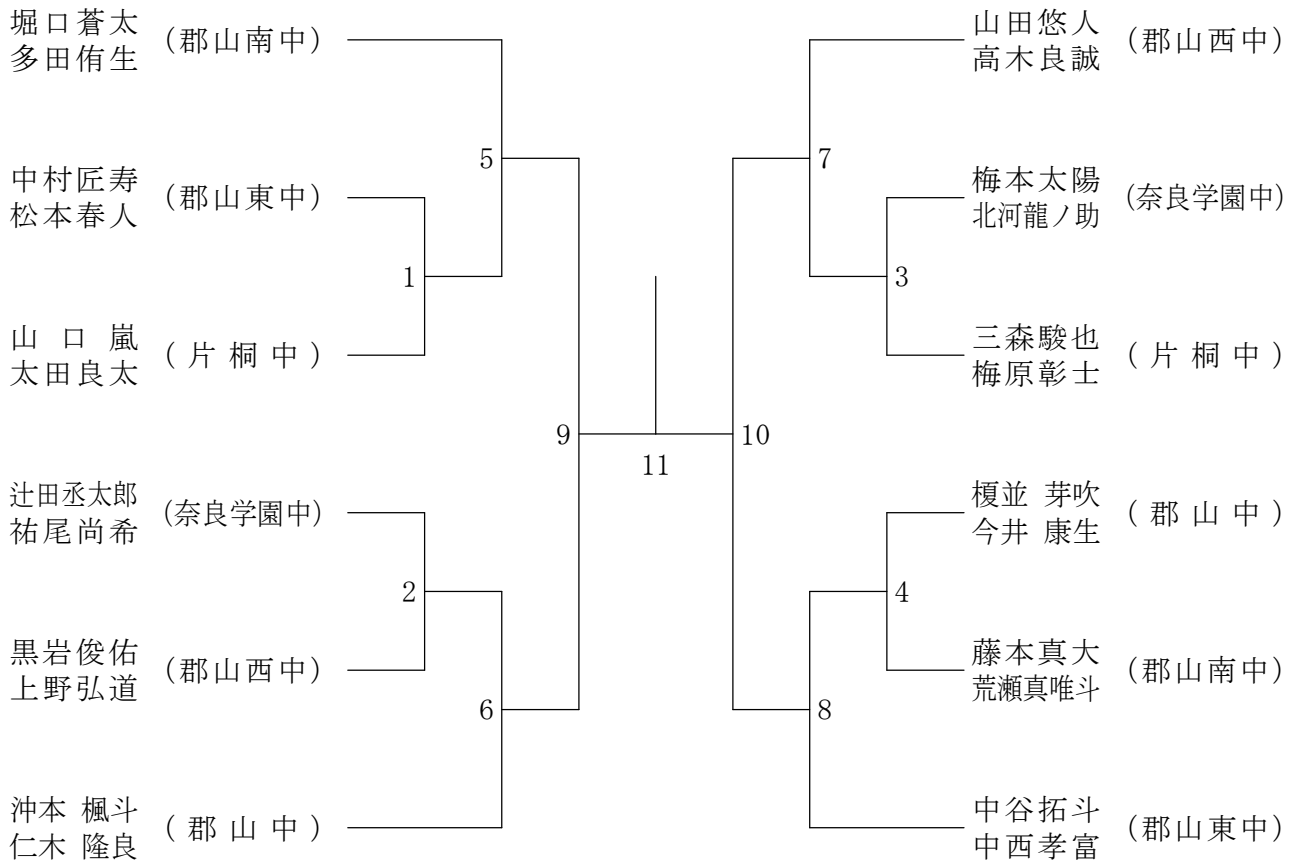 堀口蒼太
多田侑生
(郡山南中)
5
中村匠寿
松本春人
(郡山東中)
1
山口嵐
太田良太
(片桐中)
9
辻田丞太郎
祐尾尚希
(奈良学園中)
2
黒岩俊佑
上野弘道
(郡山西中)
6
沖本 楓斗
仁木 隆良
(郡山中)
11
山田悠人
高木良誠
(郡山西中)
7
梅本太陽
北河龍ノ助
(奈良学園中)
3
三森駿也
梅原彰士
(片桐中)
10
榎並 芽吹
今井 康生
(郡山中)
4
藤本真大
荒瀬真唯斗
(郡山南中)
8
中谷拓斗
中西孝富
(郡山東中)